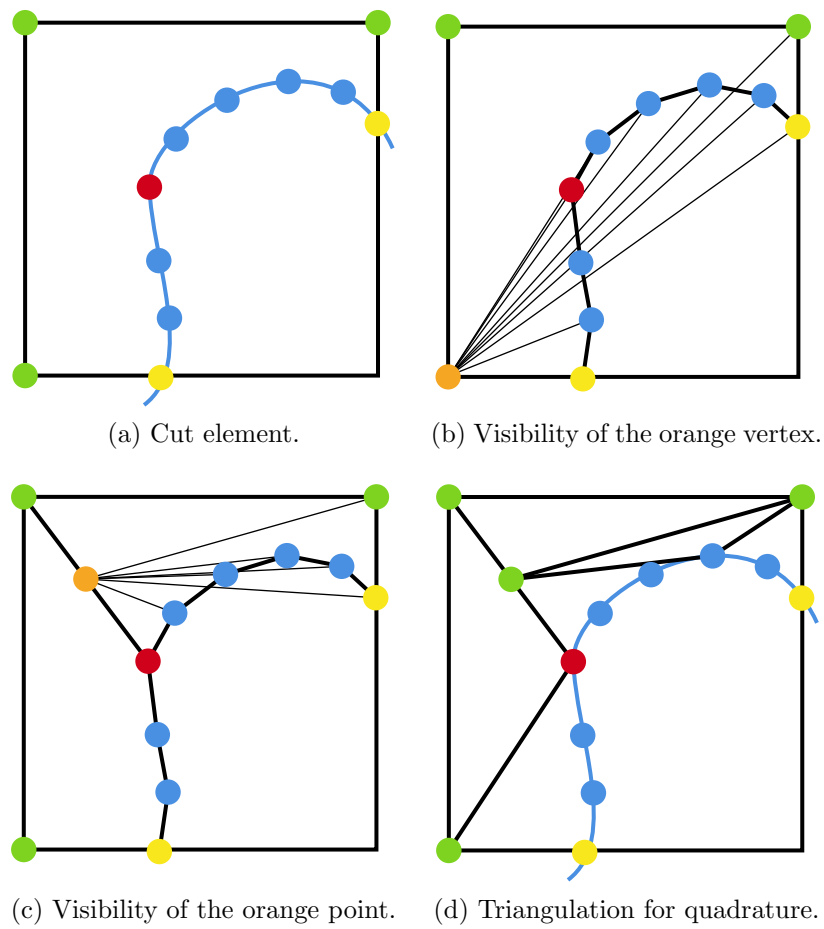 (a) Cut element.
(b) Visibility of the orange vertex.
(c) Visibility of the orange point.
(d) Triangulation for quadrature.